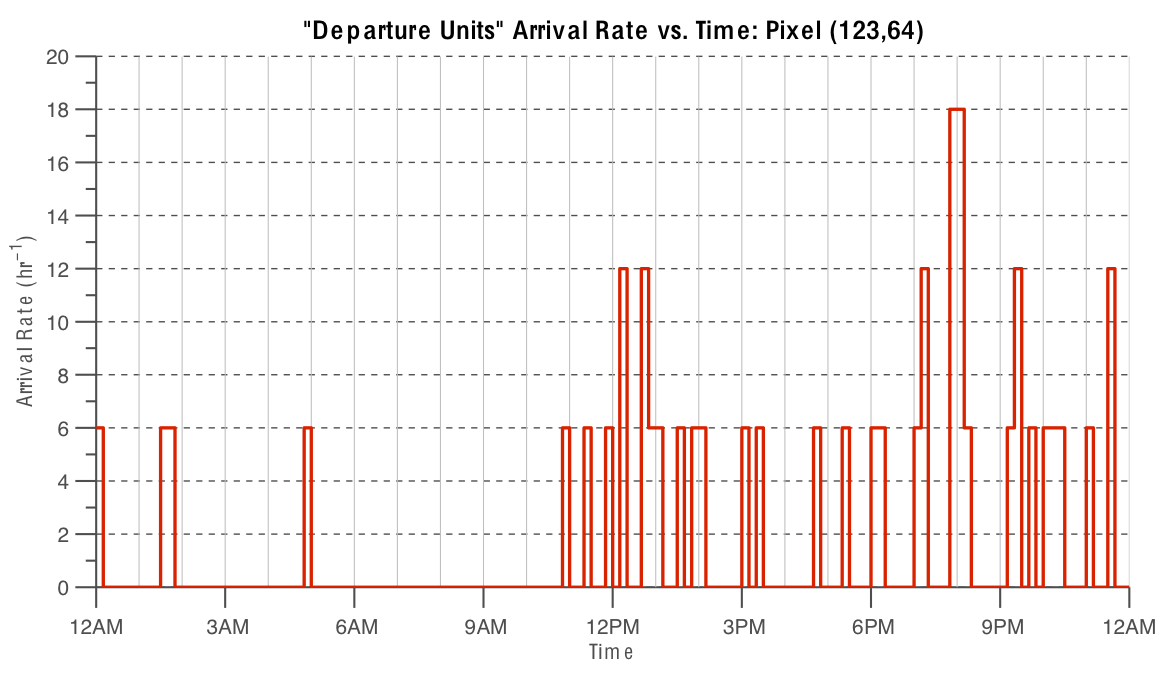 "Departure Units" Arrival Rate vs. Time: Pixel (123,64)
Arrival Rate (hr⁻¹)
20
18
16
14
12
10
8
6
4
2
0
12AM 3AM 6AM 9AM 12PM 3PM 6PM 9PM 12AM
Time